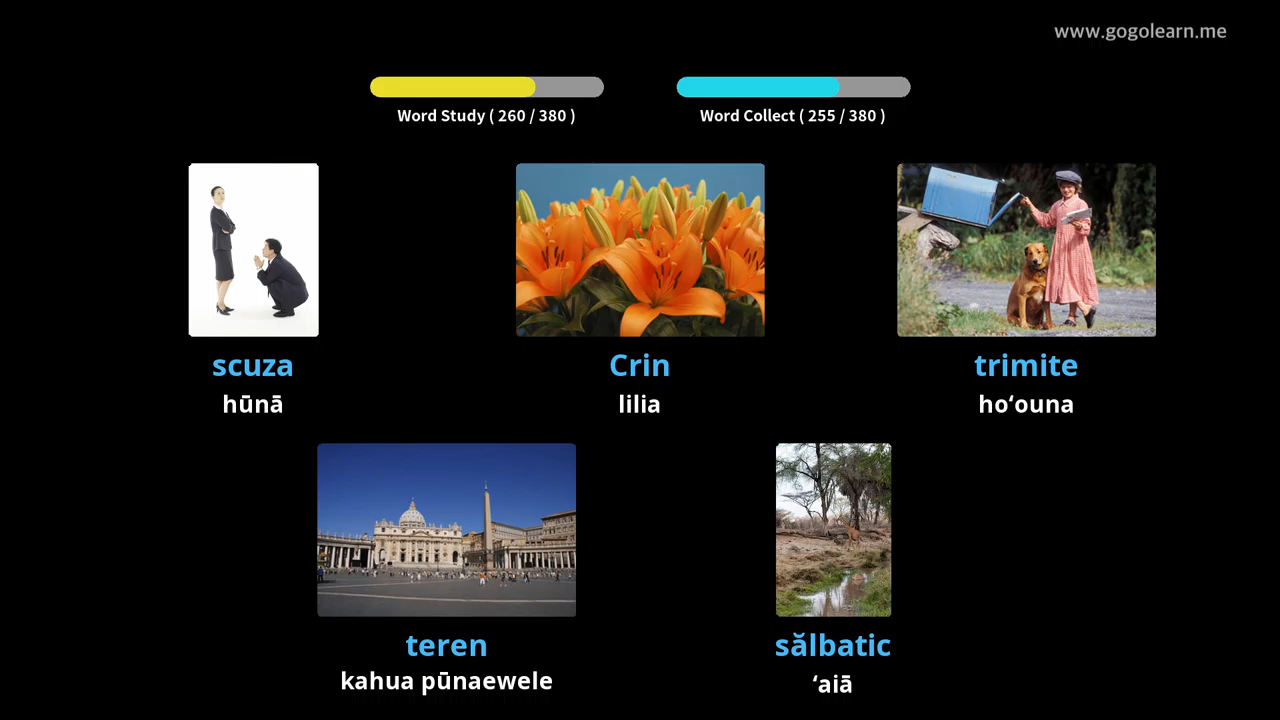 www.gogolearn.me
Word Study ( 260 / 380 )
Word Collect ( 255 / 380 )
scuza
hūnā
Crin
lilia
trimite
hoʻouna
teren
kahua pūnaewele
sălbatic
ʻaiā